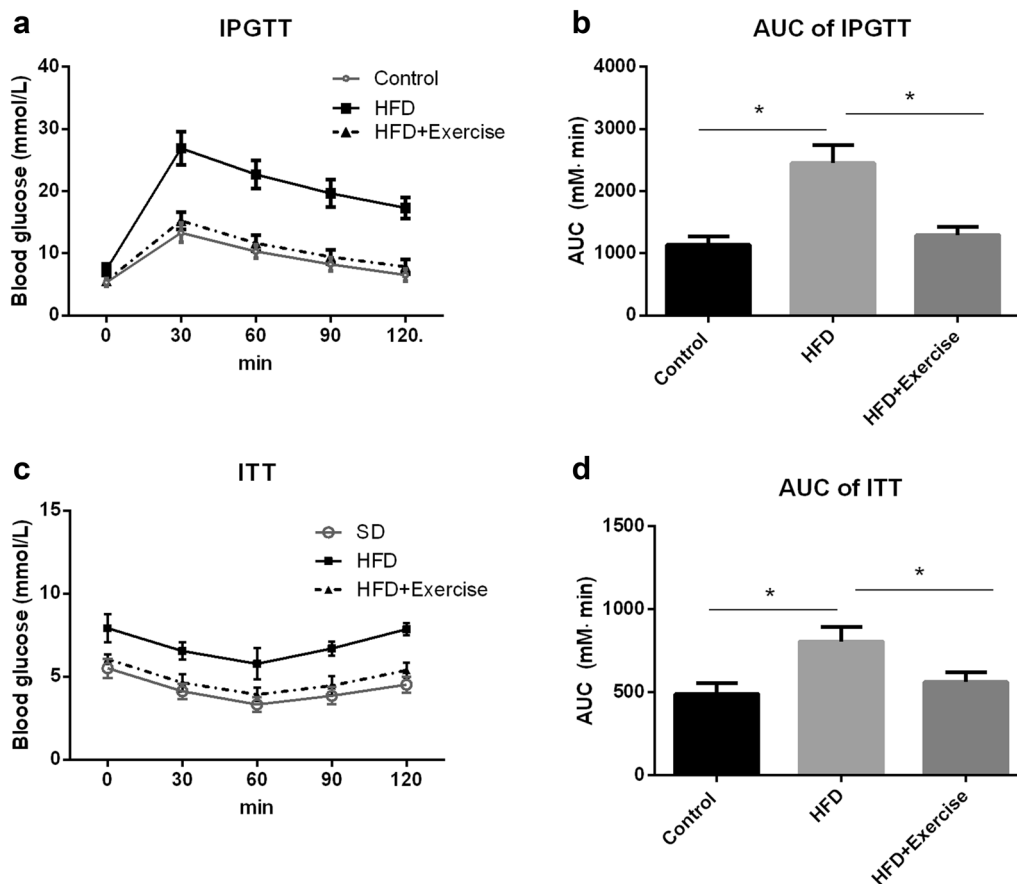 a
IPGTT
Blood glucose (mmol/L)
40
30
20
10
0
Control
HFD
HFD+Exercise
0 30 60 90 120.
min
b
AUC of IPGTT
AUC (mM· min)
4000
3000
2000
1000
0
* *
Control HFD HFD+Exercise
c
ITT
Blood glucose (mmol/L)
15
10
5
0
SD
HFD
HFD+Exercise
0 30 60 90 120
min
d
AUC of ITT
AUC (mM· min)
1500
1000
500
0
* *
Control HFD HFD+Exercise